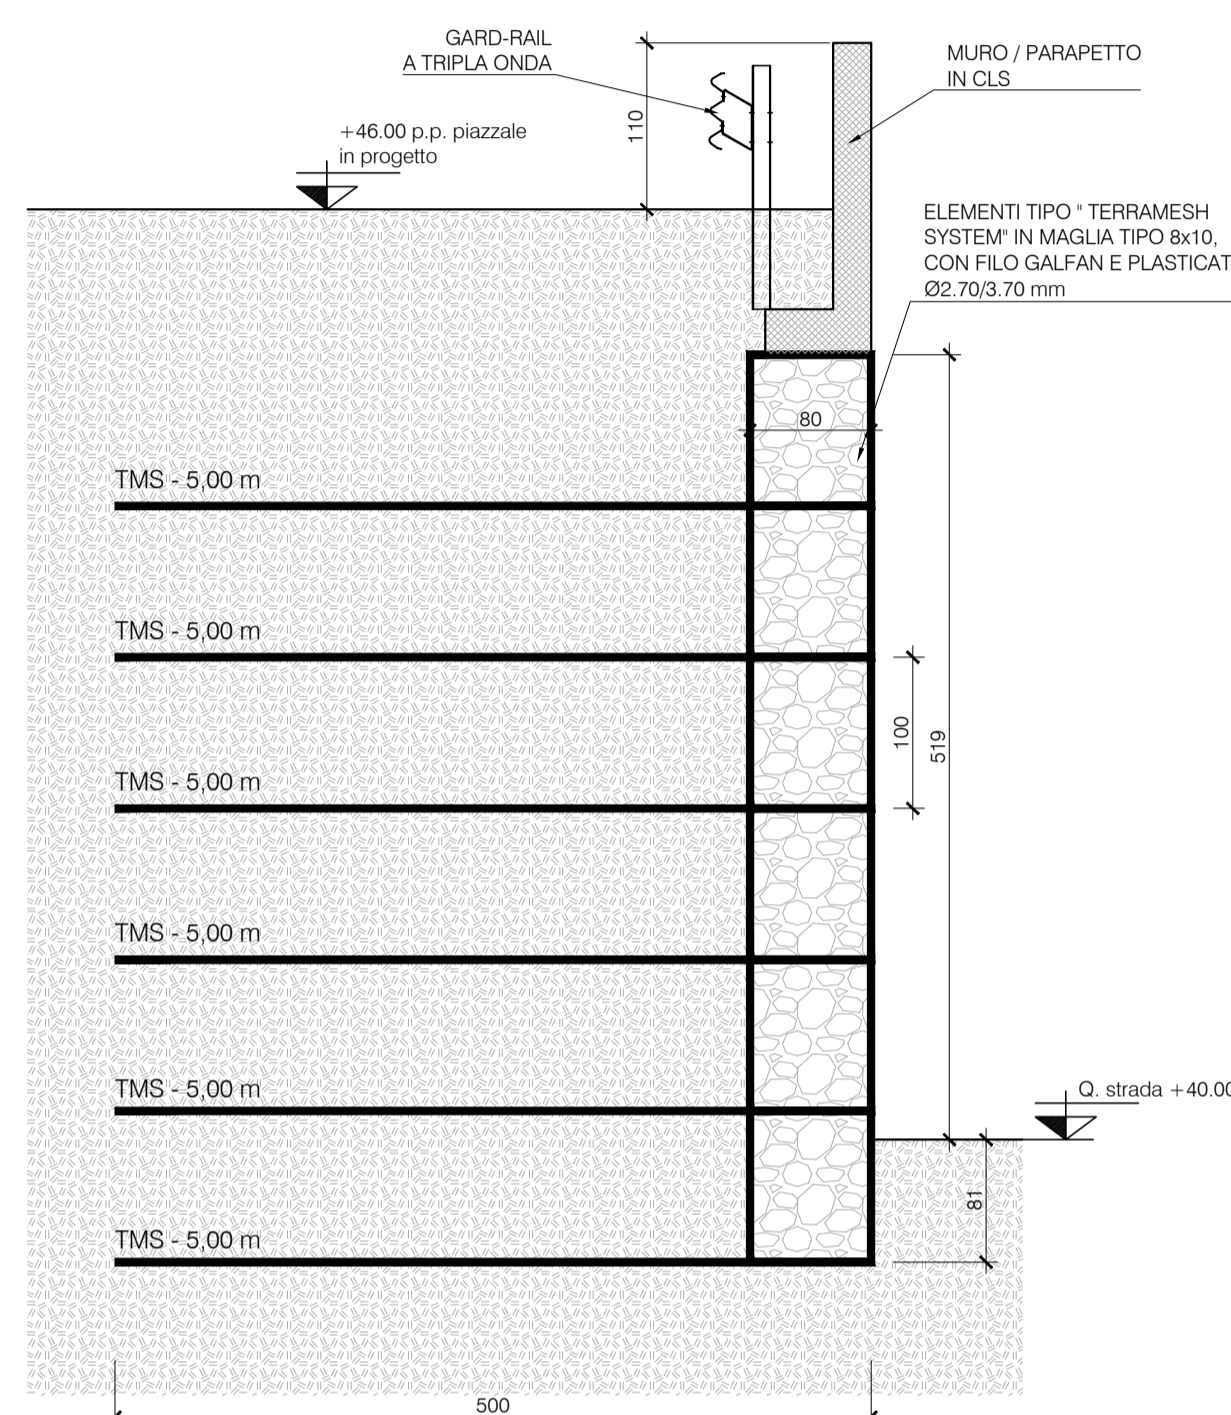 GARD-RAIL
A TRIPLA ONDA
MURO / PARAPETTO
IN CLS
110
+46.00 p.p. piazzale
in progetto
ELEMENTI TIPO " TERRAMESH
SYSTEM" IN MAGLIA TIPO 8x10,
CON FILO GALFAN E PLASTICAT
Ø2.70/3.70 mm
80
TMS - 5,00 m
TMS - 5,00 m
100
519
TMS - 5,00 m
TMS - 5,00 m
TMS - 5,00 m
Q. strada +40.00
81
TMS - 5,00 m
500